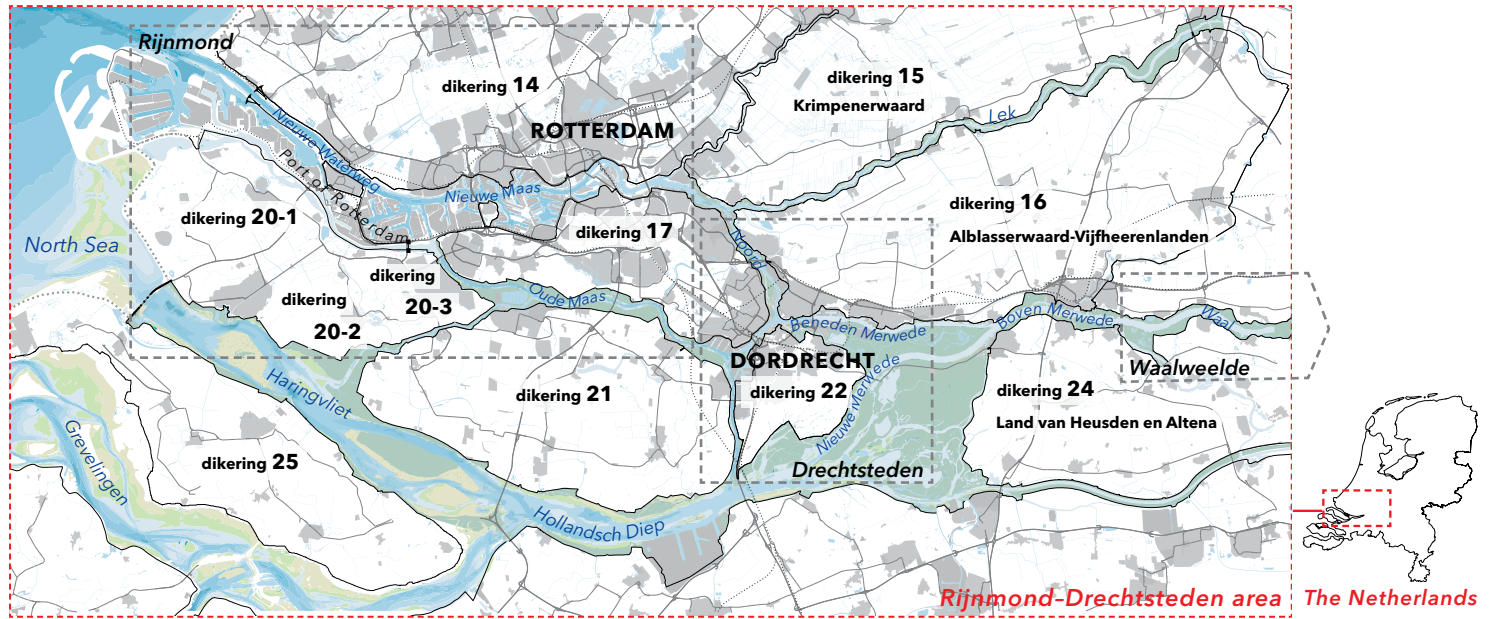 Rijnmond
dikering 14
dikering 15
Krimpenerwaard
Lek
Nieuwe Waterweg
ROTTERDAM
Port of Rotterdam
Nieuwe Maas
dikering 20-1
dikering 16
Alblasserwaard-Vijfheerenlanden
North Sea
dikering 17
Noord
dikering
20-3
dikering
20-2
Oude Maas
Beneden Merwede
Boven Merwede
Waal
DORDRECHT
Waalweelde
Haringvliet
dikering 21
dikering 22
Nieuwe Merwede
dikering 24
Land van Heusden en Altena
Grevelingen
dikering 25
Drechtsteden
Hollandsch Diep
Rijnmond–Drechtsteden area
The Netherlands